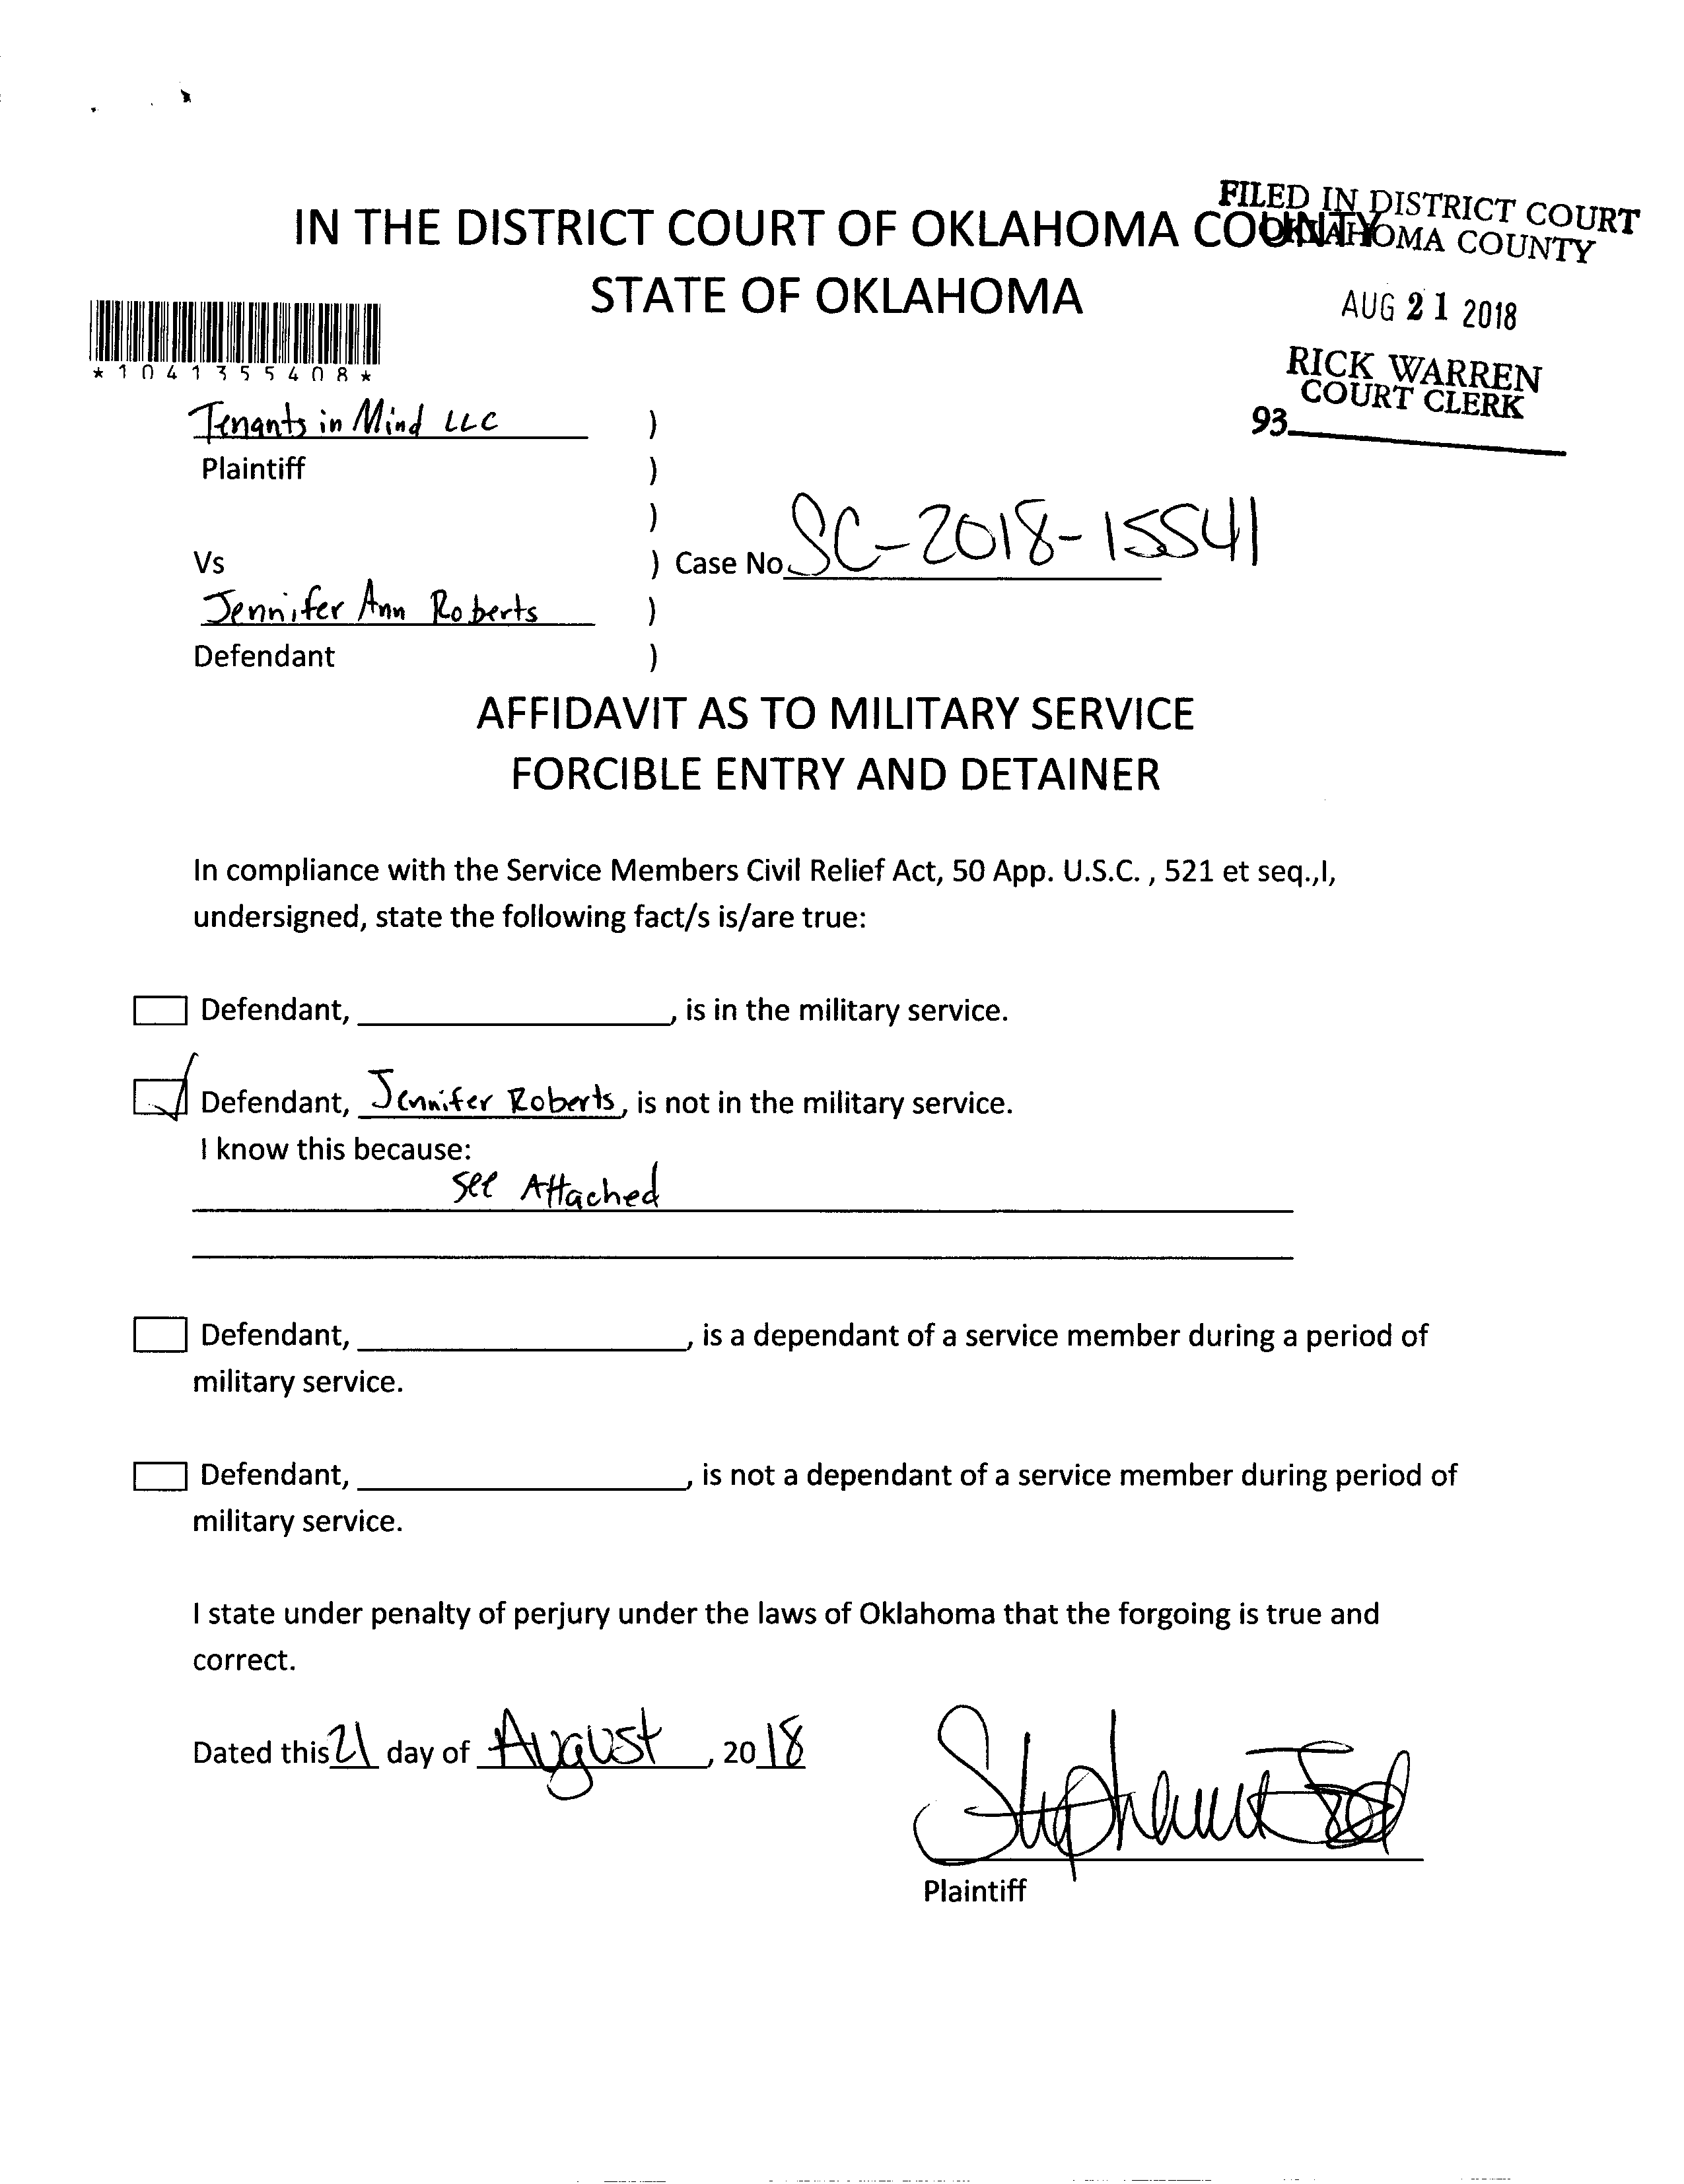 FILED IN DISTRICT COURT
OKLAHOMA COUNTY
IN THE DISTRICT COURT OF OKLAHOMA COUNTY
STATE OF OKLAHOMA
AUG 21 2018
RICK WARREN
COURT CLERK
93
*1041355408*
Tenants in Mind LLC )
Plaintiff )
)
Vs ) Case No. SC-2018-15541
Jennifer Ann Roberts )
Defendant )
AFFIDAVIT AS TO MILITARY SERVICE
FORCIBLE ENTRY AND DETAINER
In compliance with the Service Members Civil Relief Act, 50 App. U.S.C. , 521 et seq.,I,
undersigned, state the following fact/s is/are true:
Defendant, , is in the military service.
Defendant, Jennifer Roberts, is not in the military service.
I know this because:
See Attached
Defendant, , is a dependant of a service member during a period of
military service.
Defendant, , is not a dependant of a service member during period of
military service.
I state under penalty of perjury under the laws of Oklahoma that the forgoing is true and
correct.
Dated this 21 day of August, 2018
Plaintiff